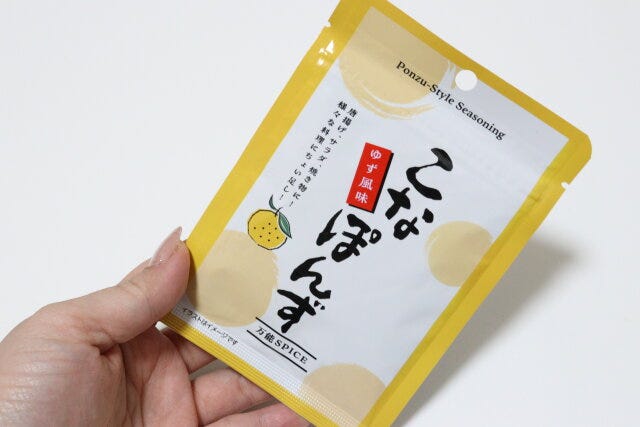 Ponzu-Style Seasoning
唐揚げ・サラダ、焼き物に!
様々な料理にちょい足し!
ゆず風味
こな
ぽんず
万能SPICE
イラストはイメージです